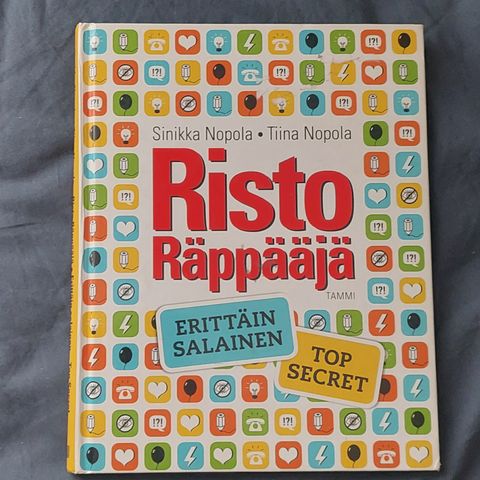 Sinikka Nopola • Tiina Nopola
Risto
Räppääjä
TAMMI
ERITTÄIN
SALAINEN
TOP
SECRET